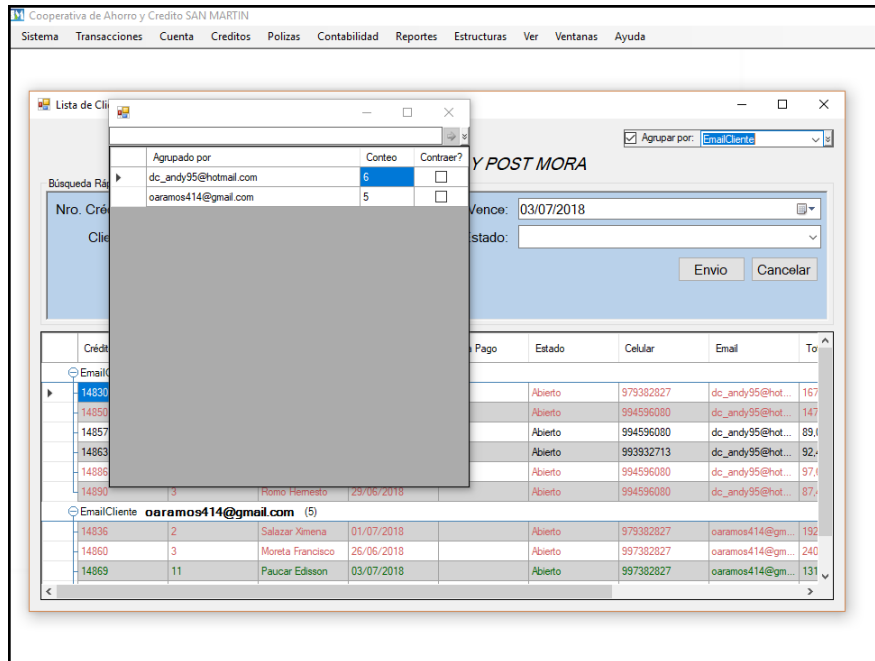 Cooperativa de Ahorro y Credito SAN MARTIN
Sistema Transacciones Cuenta Creditos Polizas Contabilidad Reportes Estructuras Ver Ventanas Ayuda
Lista de Cli
Agrupar por: EmailCliente
Y POST MORA
Agrupado por Conteo Contraer?
dc_andy95@hotmail.com 6
oaramos414@gmail.com 5
Búsqueda Ráp
Nro. Cré Vence: 03/07/2018
Clie stado:
Envio Cancelar
Crédit Pago Estado Celular Email To
EmailC
14830 Abierto 979382827 dc_andy95@hot... 167
14850 Abierto 994596080 dc_andy95@hot... 147
14857 Abierto 994596080 dc_andy95@hot... 89,
14863 Abierto 993932713 dc_andy95@hot... 92,
14886 Abierto 994596080 dc_andy95@hot... 97,
14890 3 Romo Hernesto 29/06/2018 Abierto 994596080 dc_andy95@hot... 87,
EmailCliente oaramos414@gmail.com (5)
14836 2 Salazar Ximena 01/07/2018 Abierto 979382827 oaramos414@gm... 192
14860 3 Moreta Francisco 26/06/2018 Abierto 997382827 oaramos414@gm... 240
14869 11 Paucar Edisson 03/07/2018 Abierto 997382827 oaramos414@gm... 131